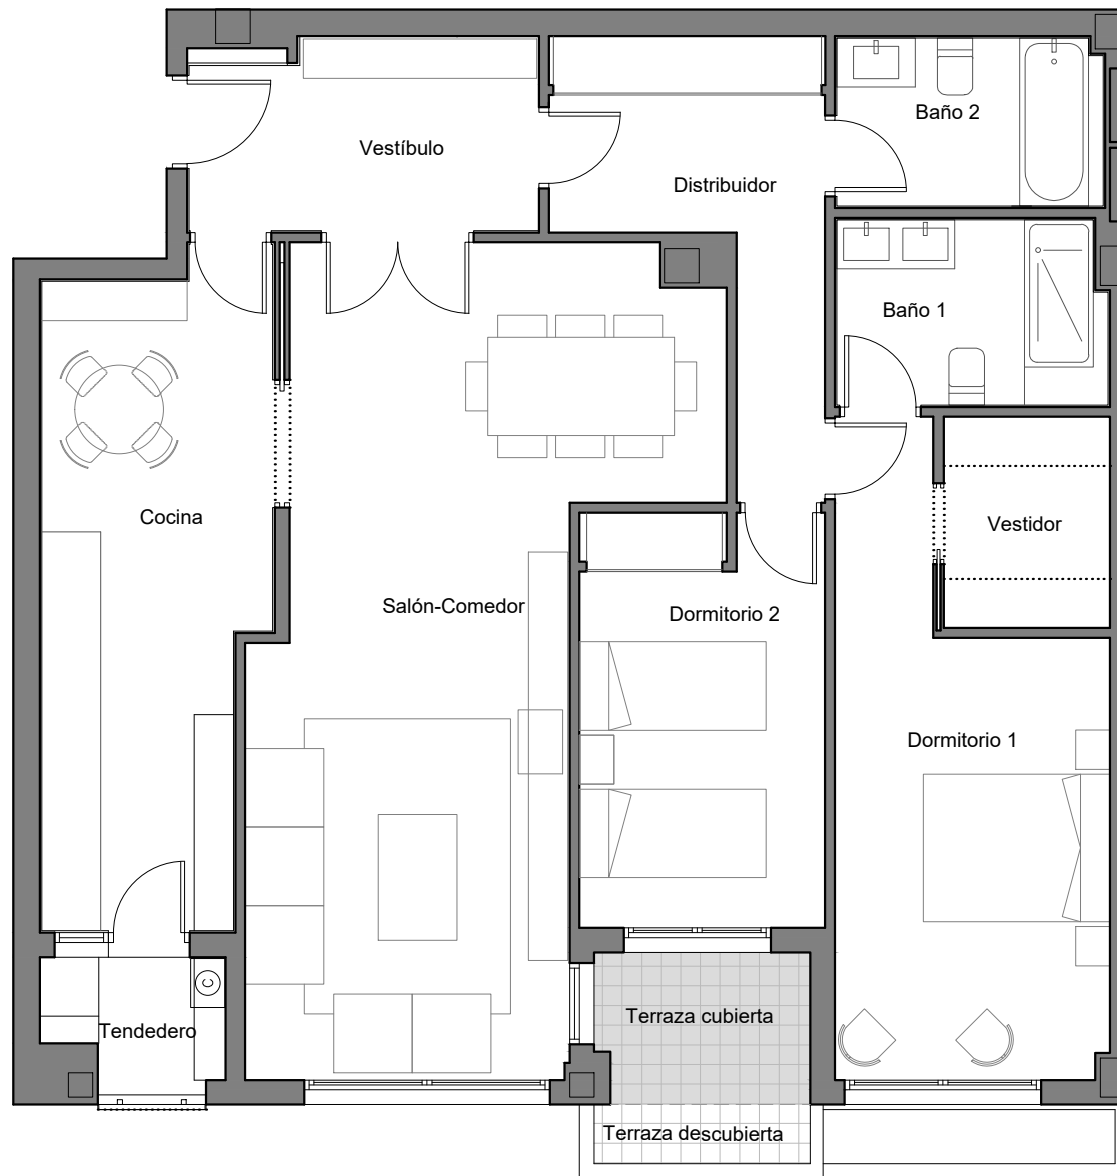 Baño 2
Vestíbulo
Distribuidor
Baño 1
Cocina
Vestidor
Salón-Comedor
Dormitorio 2
Dormitorio 1
C
Terraza cubierta
Tendedero
Terraza descubierta